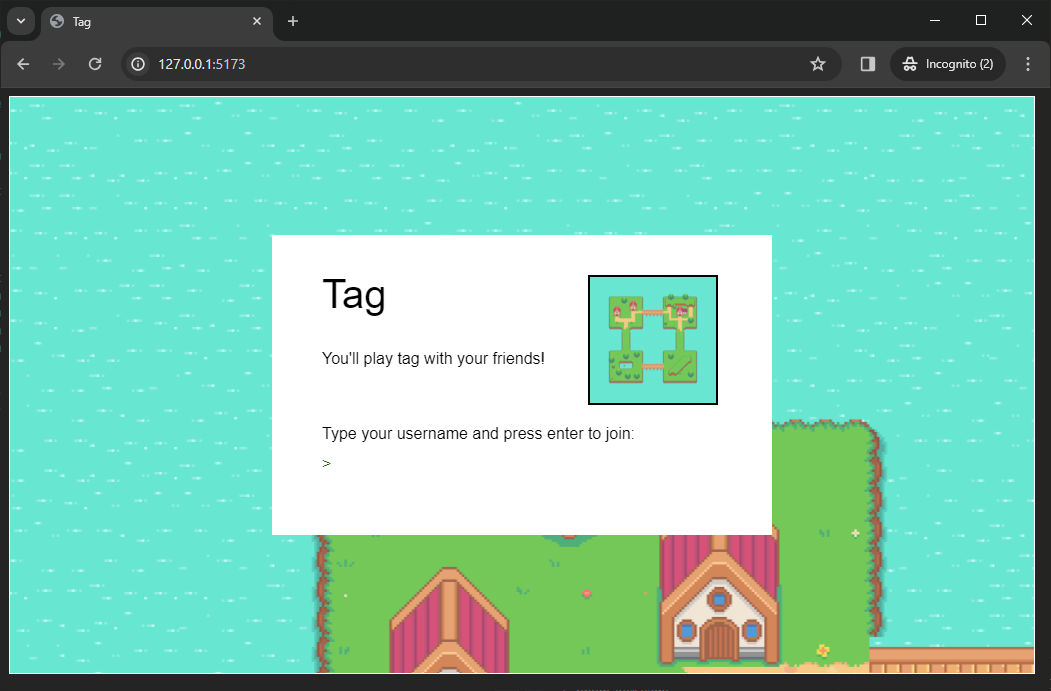 Tag
127.0.0.1:5173
Incognito (2)
Tag
You'll play tag with your friends!
Type your username and press enter to join:
>